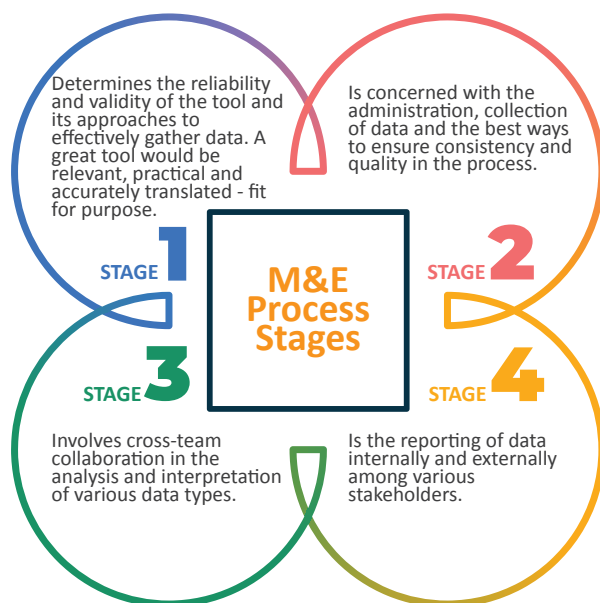 Determines the reliability
and validity of the tool and
its approaches to
effectively gather data. A
great tool would be
relevant, practical and
accurately translated - fit
for purpose.
STAGE 1
Is concerned with the
administration, collection
of data and the best ways
to ensure consistency and
quality in the process.
STAGE 2
M&E
Process
Stages
STAGE 3
Involves cross-team
collaboration in the
analysis and interpretation
of various data types.
STAGE 4
Is the reporting of data
internally and externally
among various
stakeholders.